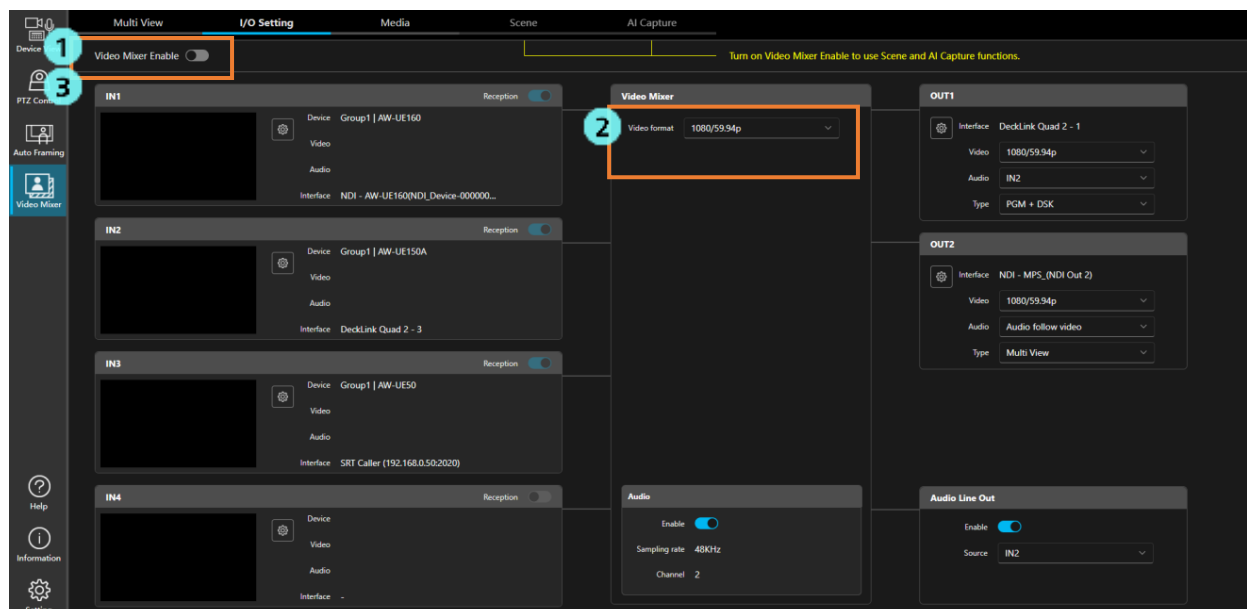 Multi View I/O Setting Media Scene AI Capture
Device
1
Video Mixer Enable
Turn on Video Mixer Enable to use Scene and AI Capture functions.
3
PTZ
Auto Framing
Video Mixer
Help
Information
IN1 Reception
Device Group1 | AW-UE160
Video
Audio
Interface NDI - AW-UE160(NDI_Device-000000...
IN2 Reception
Device Group1 | AW-UE150A
Video
Audio
Interface DeckLink Quad 2 - 3
IN3 Reception
Device Group1 | AW-UE50
Video
Audio
Interface SRT Caller (192.168.0.50:2020)
IN4 Reception
Device
Video
Audio
Interface -
Video Mixer
2
Video format 1080/59.94p
Audio
Enable
Sampling rate 48KHz
Channel 2
OUT1
Interface DeckLink Quad 2 - 1
Video 1080/59.94p
Audio IN2
Type PGM + DSK
OUT2
Interface NDI - MPS_(NDI Out 2)
Video 1080/59.94p
Audio Audio follow video
Type Multi View
Audio Line Out
Enable
Source IN2